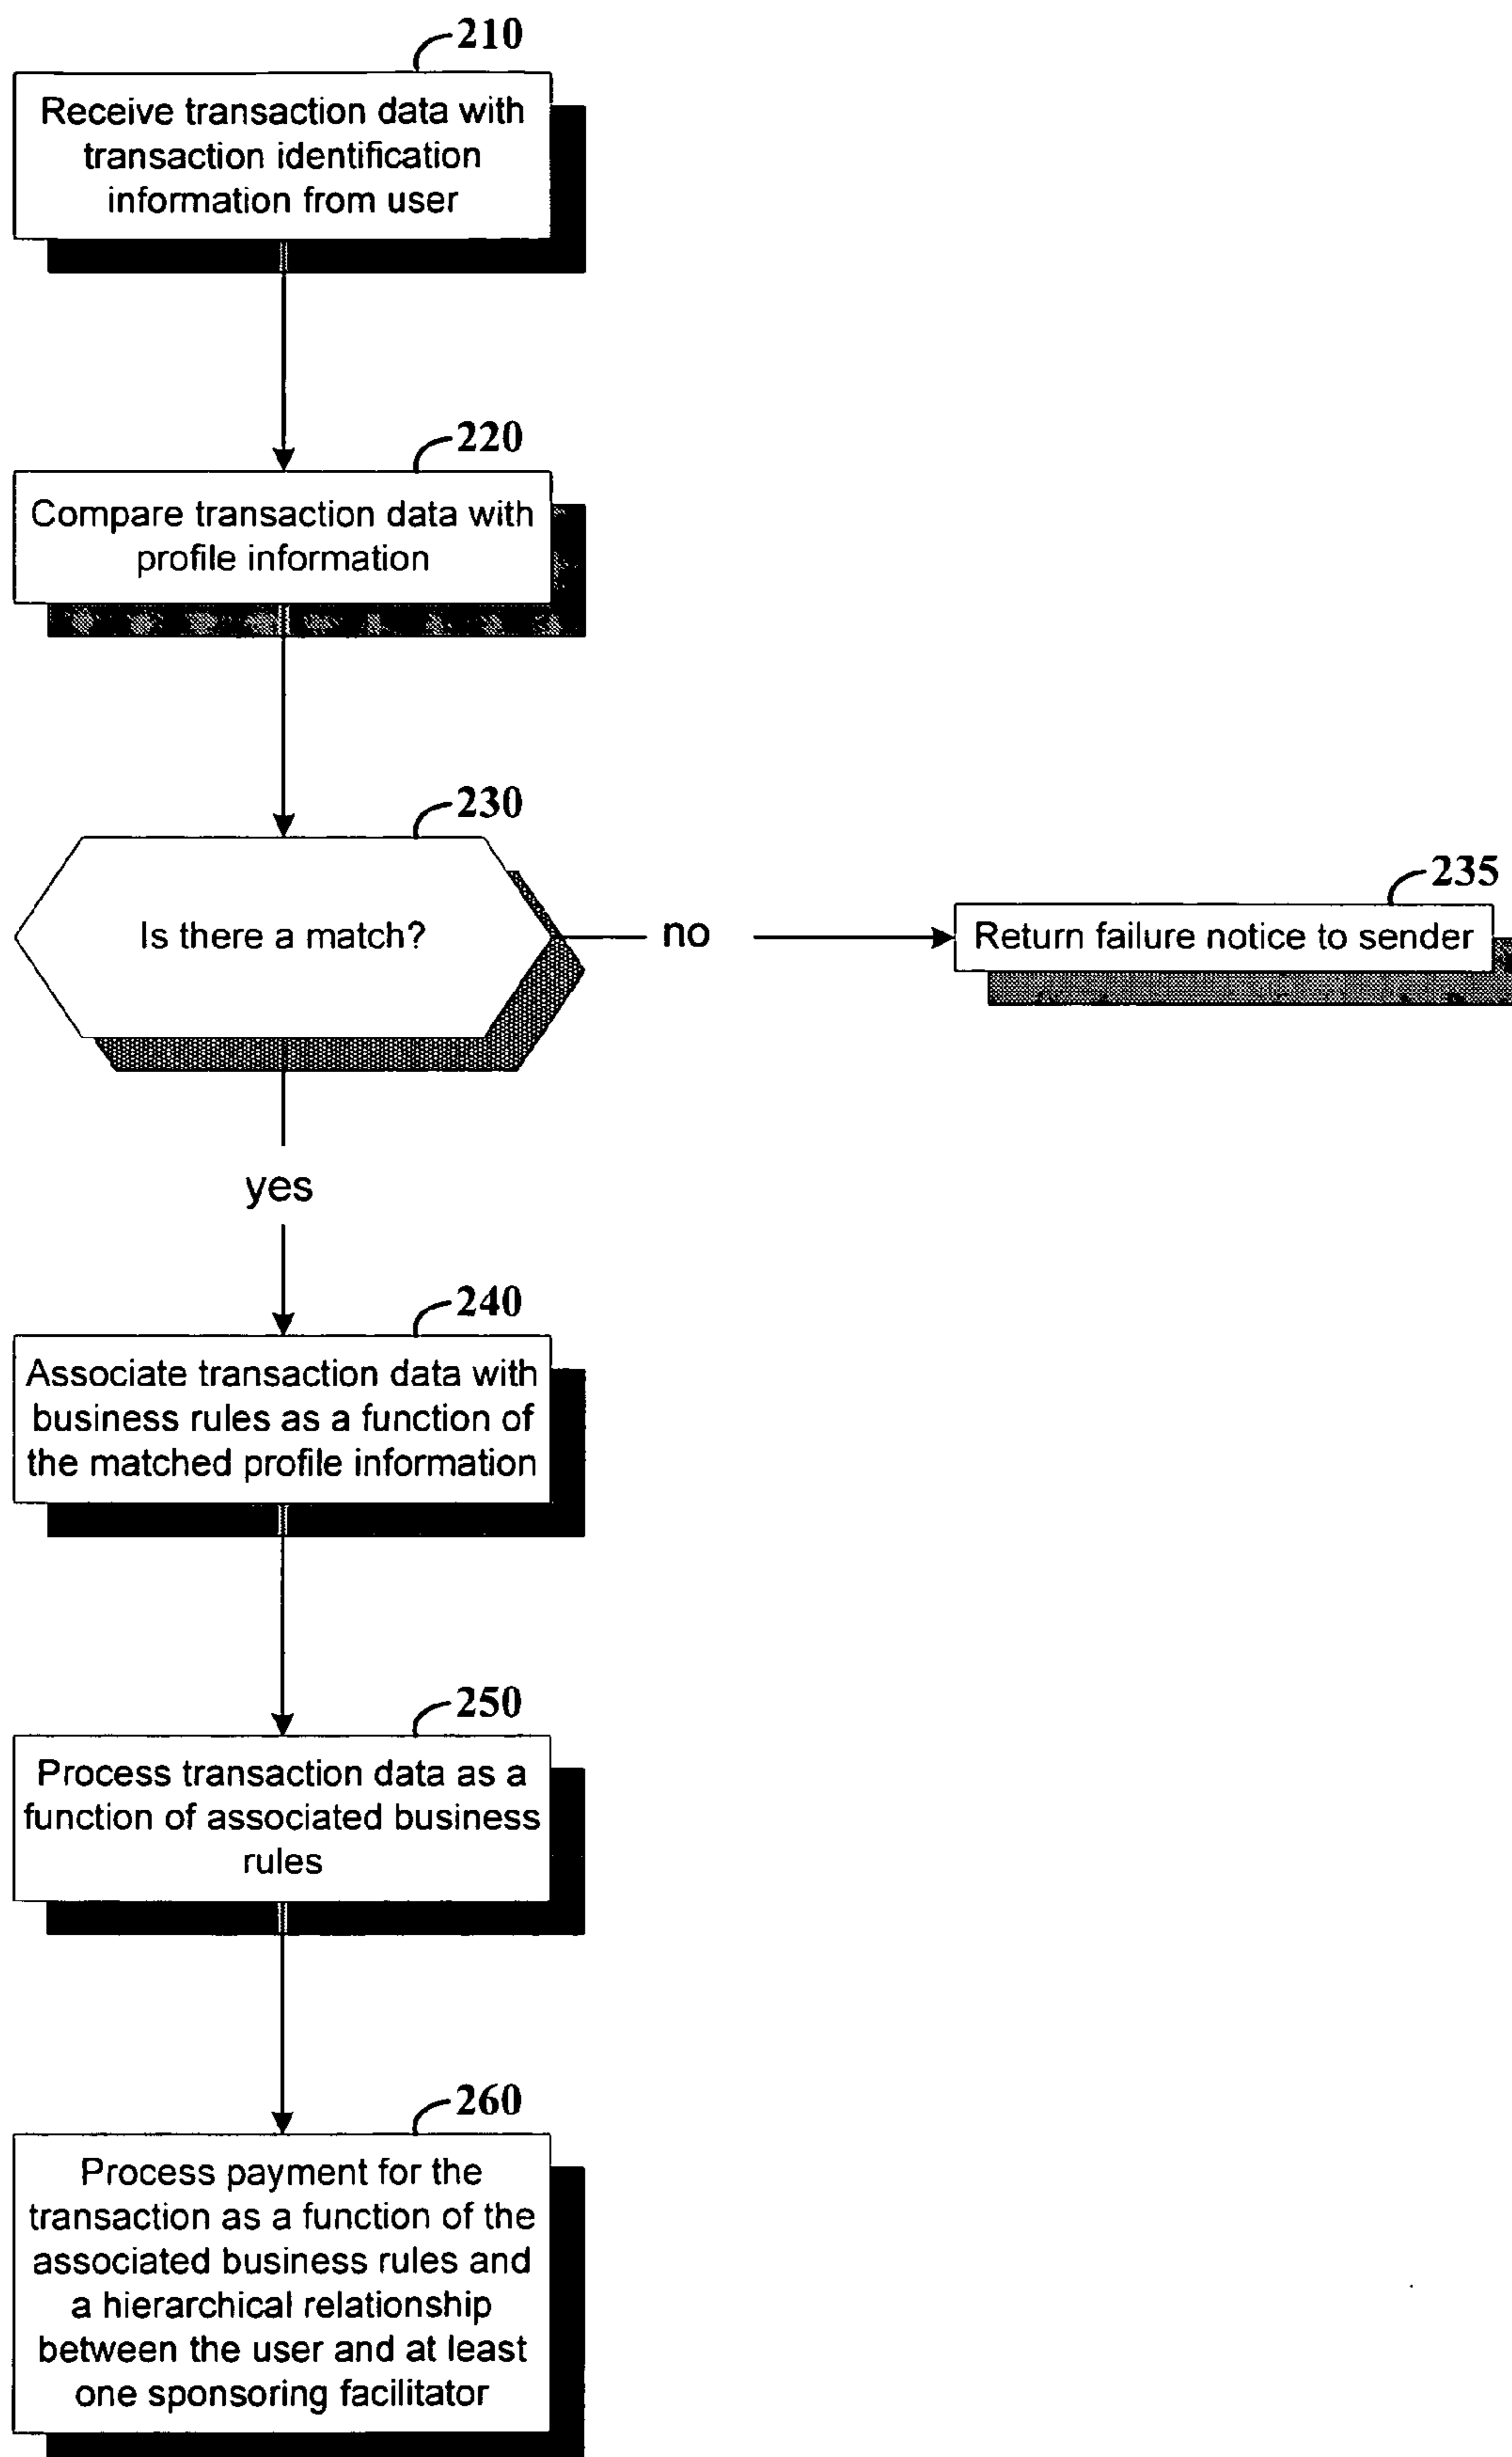 210
Receive transaction data with
transaction identification
information from user
220
Compare transaction data with
profile information
230
Is there a match?
no
235
Return failure notice to sender
yes
240
Associate transaction data with
business rules as a function of
the matched profile information
250
Process transaction data as a
function of associated business
rules
260
Process payment for the
transaction as a function of the
associated business rules and
a hierarchical relationship
between the user and at least
one sponsoring facilitator